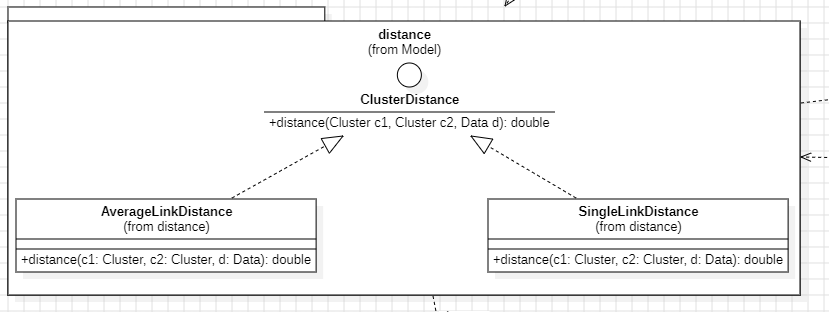 distance
(from Model)
ClusterDistance
+distance(Cluster c1, Cluster c2, Data d): double
AverageLinkDistance
(from distance)
+distance(c1: Cluster, c2: Cluster, d: Data): double
SingleLinkDistance
(from distance)
+distance(c1: Cluster, c2: Cluster, d: Data): double